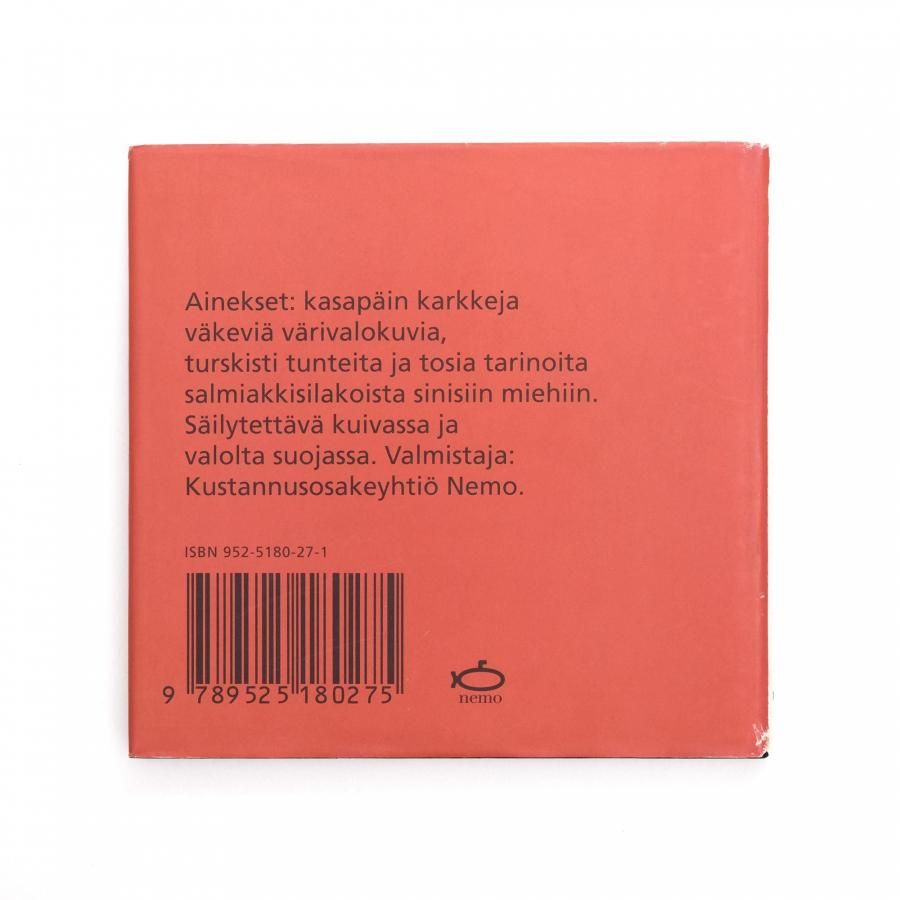 Ainekset: kasapäin karkkeja
väkeviä värivalokuvia,
turskisti tunteita ja tosia tarinoita
salmiakkisilakoista sinisiin miehiin.
Säilytettävä kuivassa ja
valolta suojassa. Valmistaja:
Kustannusosakeyhtiö Nemo.
ISBN 952-5180-27-1
9 789525 180275
nemo